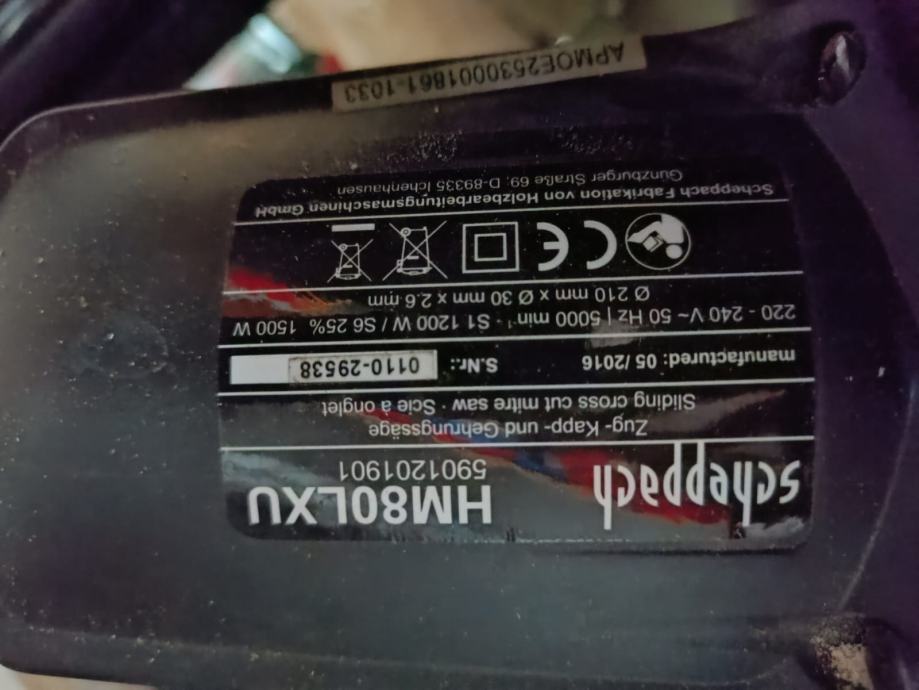 scheppach
HM80LXU
5901201901
Zug- Kapp- und Gehrungssäge
Sliding cross cut mitre saw · Scie à onglet
manufactured: 05 /2016 S.Nr.: 0110-29538
220 - 240 V~ 50 Hz | 5000 min⁻¹ · S1 1200 W / S6 25% 1500 W
Ø 210 mm x Ø 30 mm x 2.6 mm
CE
Scheppach Fabrikation von Holzbearbeitungsmaschinen GmbH
Günzburger Straße 69; D-89335 Ichenhausen
APMOE25300001861-1033